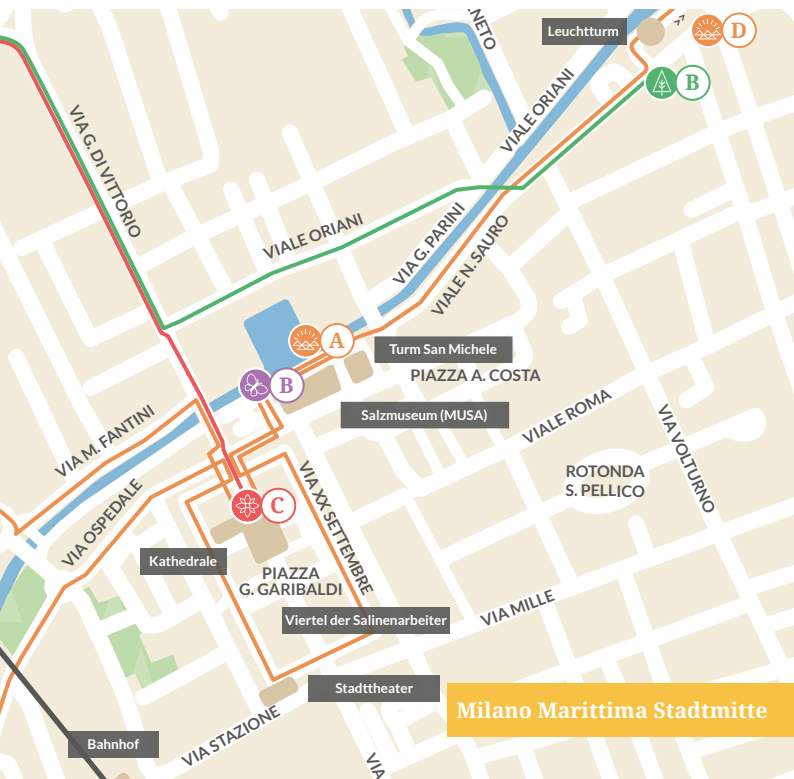 NETO
Leuchtturm
D
B
VIALE ORIANI
VIA G. DI VITTORIO
VIALE ORIANI
VIA G. PARINI
VIALE N. SAURO
A
Turm San Michele
PIAZZA A. COSTA
B
Salzmuseum (MUSA)
VIALE ROMA
VIA VOLTURNO
VIA M. FANTINI
ROTONDA
S. PELLICO
VIA OSPEDALE
VIA XX SETTEMBRE
C
Kathedrale
PIAZZA
G. GARIBALDI
VIA MILLE
Viertel der Salinenarbeiter
Stadttheater
Milano Marittima Stadtmitte
VIA STAZIONE
Bahnhof
VIA